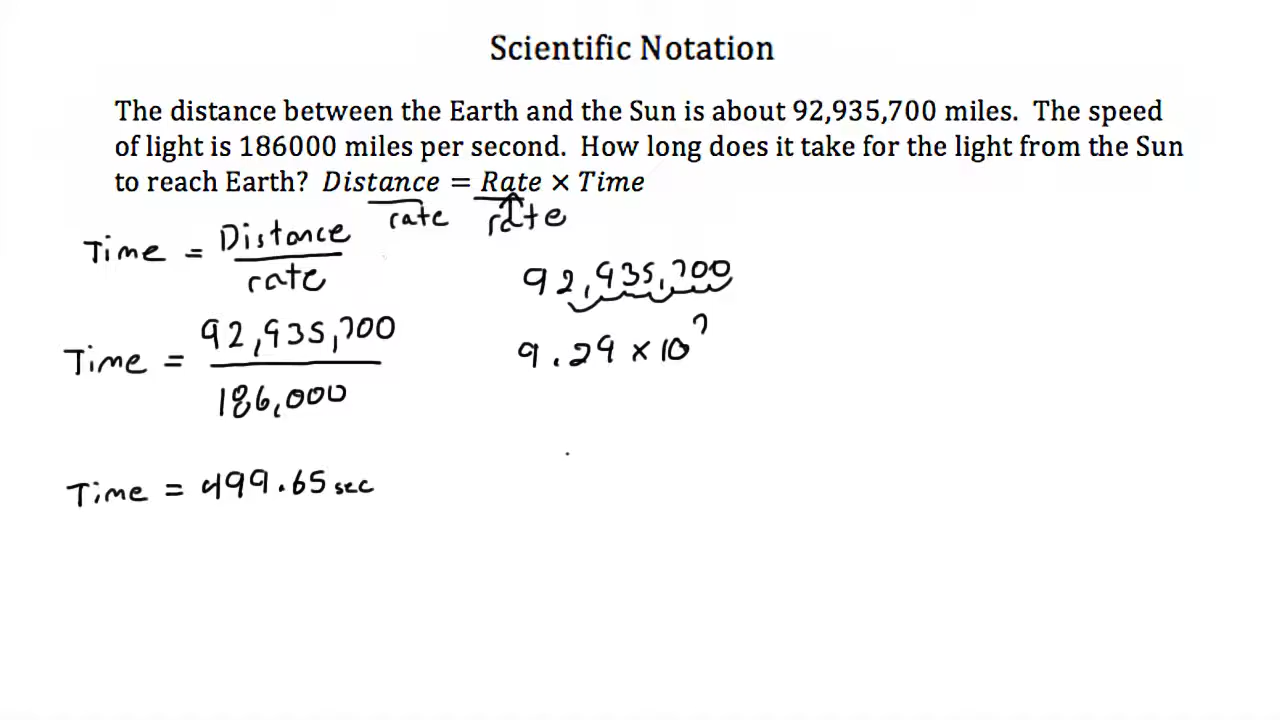 Scientific Notation
The distance between the Earth and the Sun is about 92,935,700 miles. The speed
of light is 186000 miles per second. How long does it take for the light from the Sun
to reach Earth? Distance = Rate × Time
rate rate
Time = Distance
rate
92,935,700
Time = 92,935,700
186,000
9.29 × 10⁷
Time = 499.65 sec